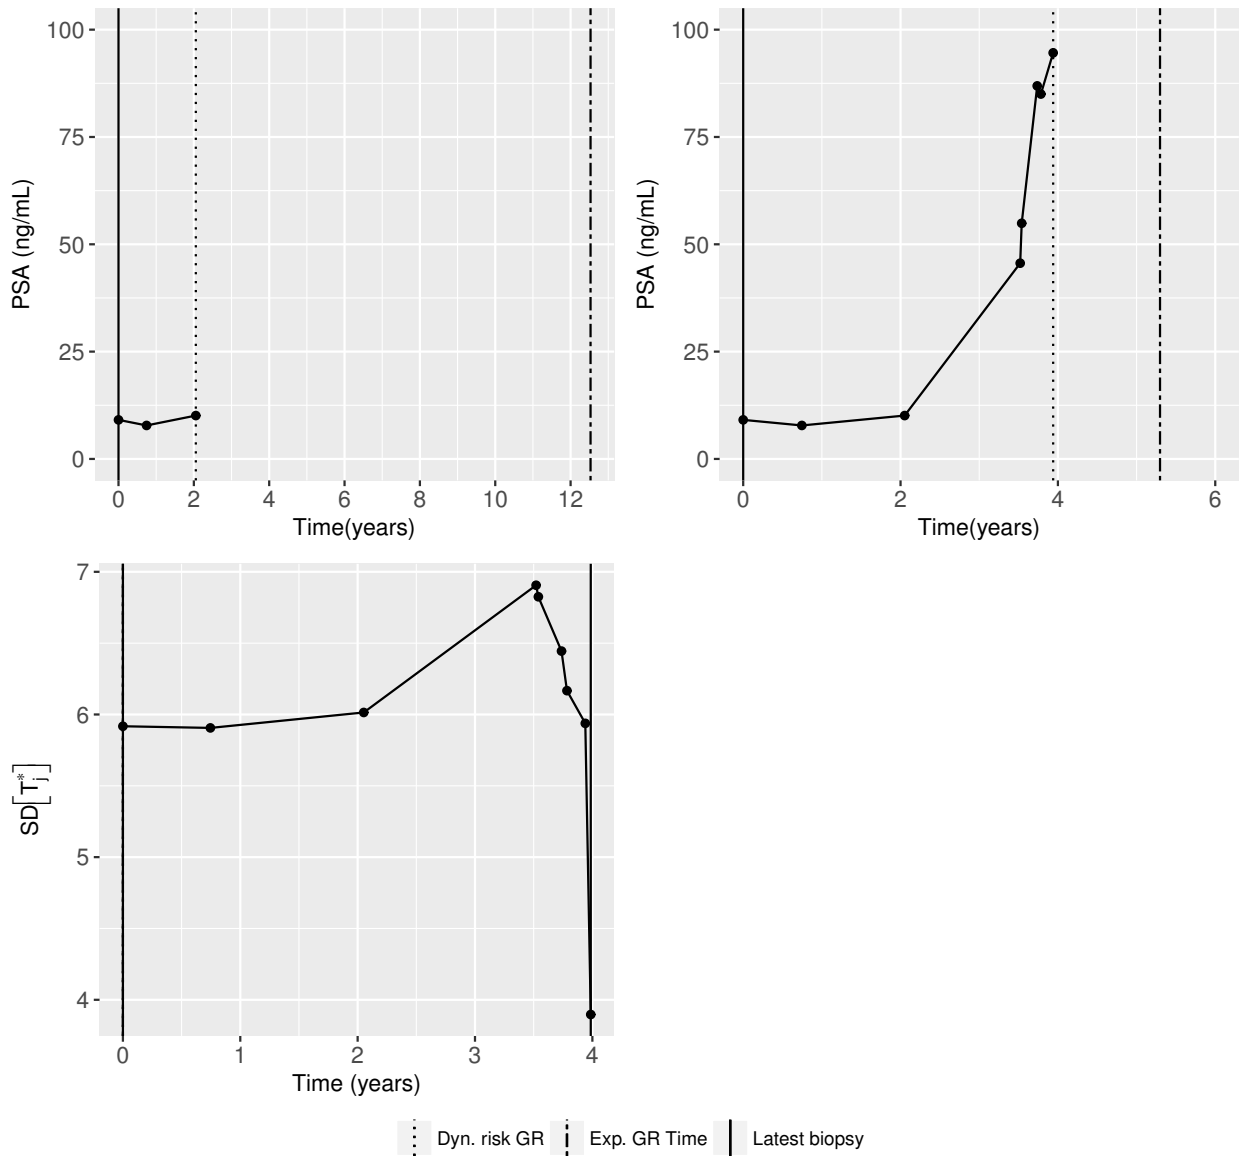 100
75
50
25
0
PSA (ng/mL)
0 2 4 6 8 10 12
Time(years)
100
75
50
25
0
PSA (ng/mL)
0 2 4 6
Time(years)
7
6
5
4
SD[T*j]
0 1 2 3 4
Time (years)
Dyn. risk GR Exp. GR Time Latest biopsy